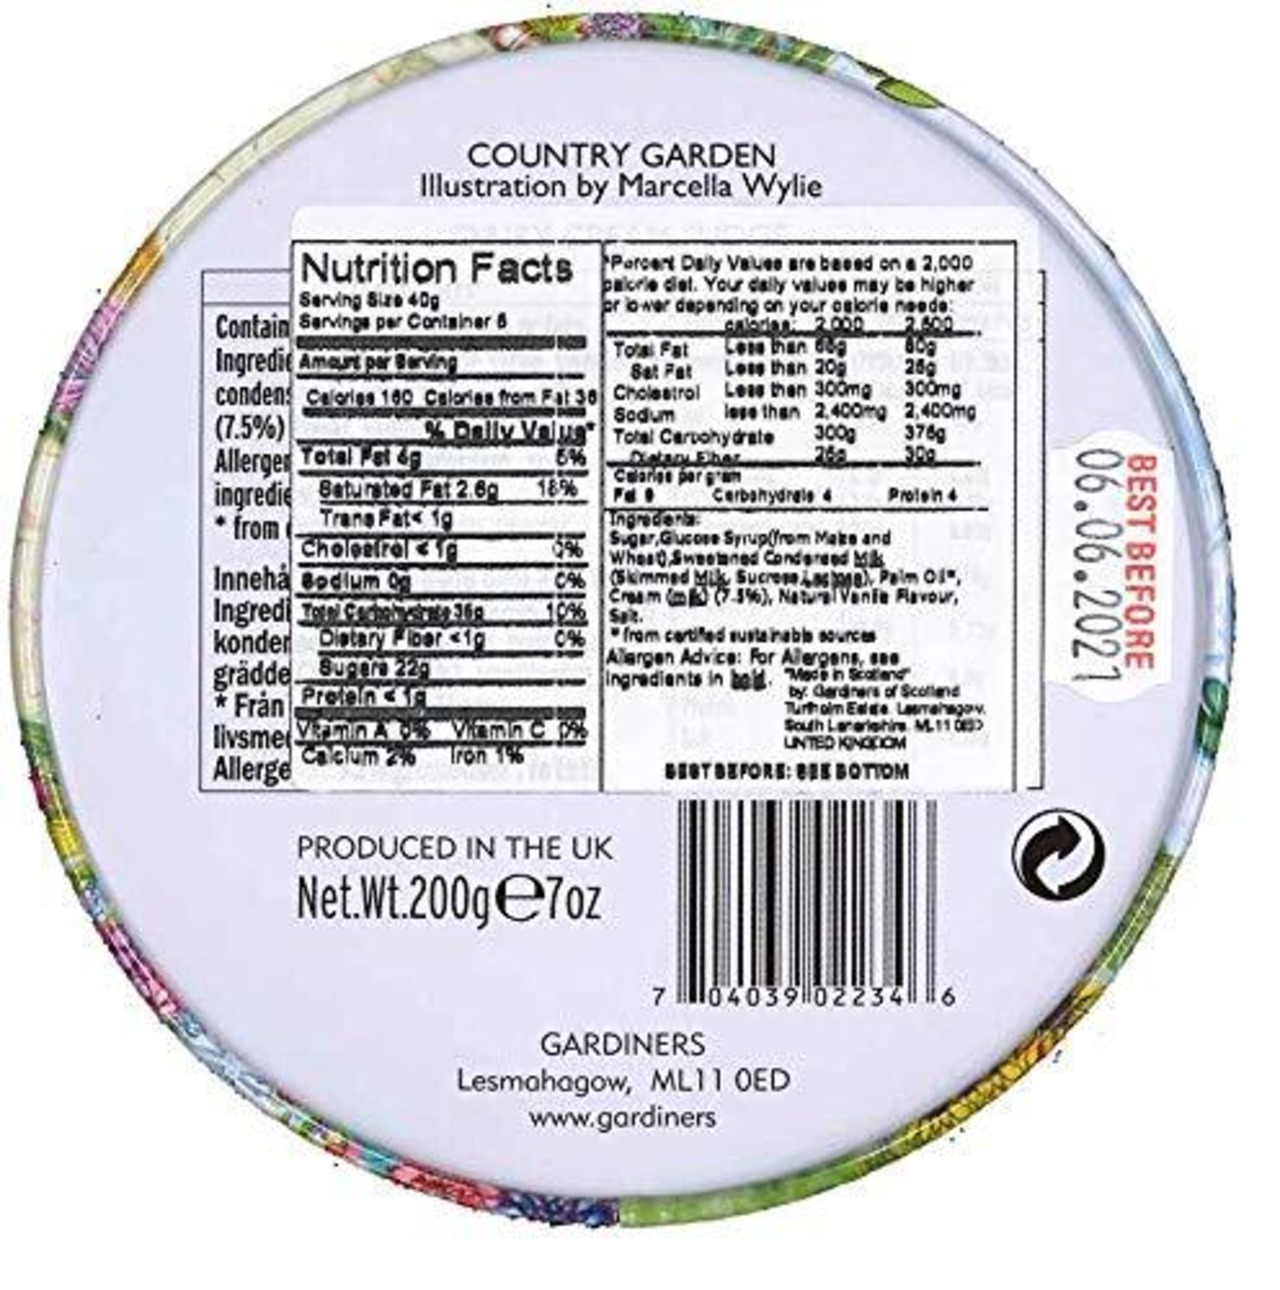 COUNTRY GARDEN
Illustration by Marcella Wylie
Nutrition Facts
Serving Size 40g
Servings per Container 5
Amount per Serving
Calories 160 Calories from Fat 36
% Daily Value*
Total Fat 4g 6%
Saturated Fat 2.6g 18%
Trans Fat< 1g
Cholestrol < 1g 0%
Sodium 0g 0%
Total Carbohydrate 36g 10%
Dietary Fiber <1g 0%
Sugars 22g
Protein < 1g
Vitamin A 0% Vitamin C 0%
Calcium 2% Iron 1%
*Percent Daily Values are based on a 2,000
calorie diet. Your daily values may be higher
or lower depending on your calorie needs:
calories: 2,000 2,500
Total Fat Less than 65g 80g
Sat Fat Less than 20g 25g
Cholestrol Less then 300mg 300mg
Sodium less than 2,400mg 2,400mg
Total Carbohydrate 300g 375g
Dietary Fiber 25g 30g
Calories per gram
Fat 9 Carbohydrate 4 Protein 4
Ingredients:
Sugar,Glucose Syrup(from Maize and
Wheat),Sweetened Condensed Milk
(Skimmed Milk, Sucrose,Lactose), Palm Oil*,
Cream (milk) (7.5%), Natural Vanilla Flavour,
Salt.
* from certified sustainable sources
Allergen Advice: For Allergens, see
ingredients in bold.
"Made in Scotland"
by: Gardiners of Scotland
Turfholm Estate. Lesmahagow.
South Lanarkshire. ML11 0ED
UNITED KINGDOM
BEST BEFORE: SEE BOTTOM
Contain
Ingredie
condens
(7.5%)
Allergen
ingredie
* from
Innehå
Ingredi
konden
grädde
* Från
livsmed
Allerge
BEST BEFORE
06.06.2021
PRODUCED IN THE UK
Net.Wt.200g℮7oz
7 04039 02234 6
GARDINERS
Lesmahagow, ML11 0ED
www.gardiners